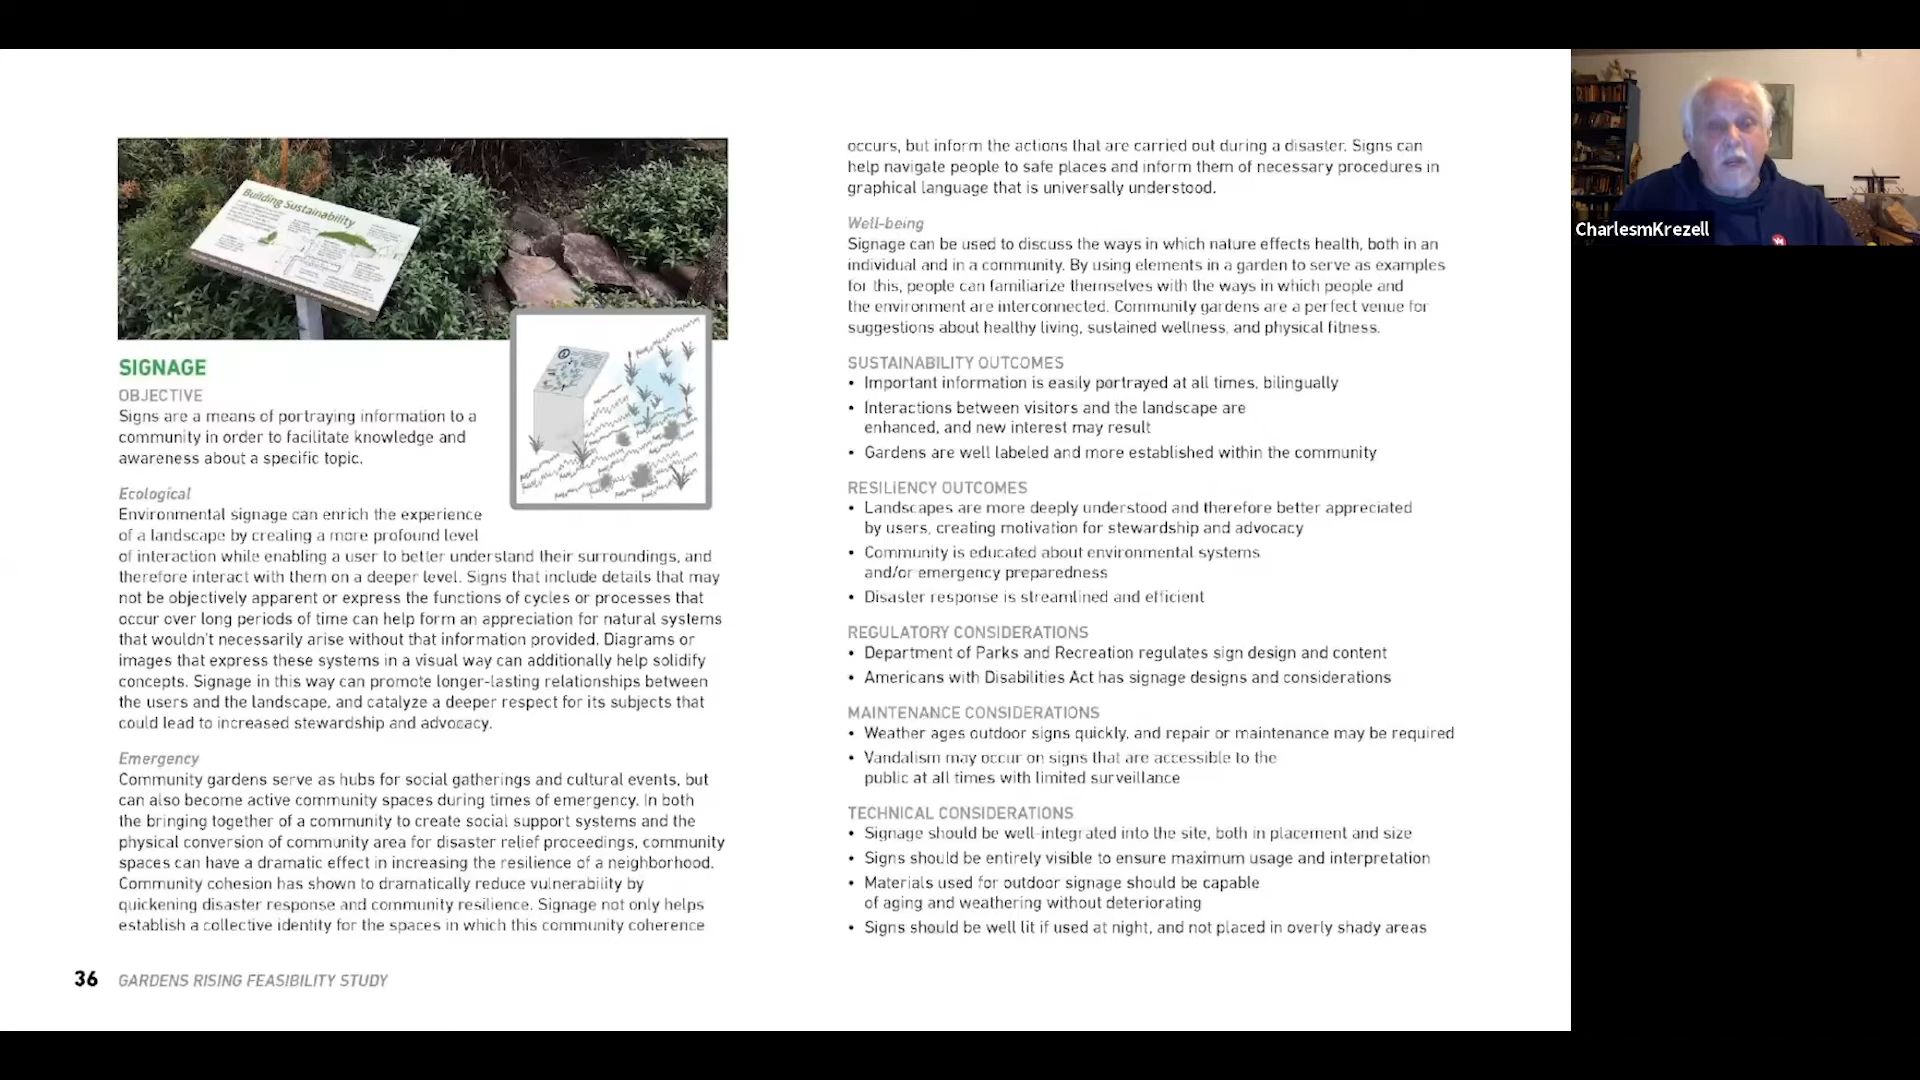 Building Sustainability
SIGNAGE
OBJECTIVE
Signs are a means of portraying information to a
community in order to facilitate knowledge and
awareness about a specific topic.
Ecological
Environmental signage can enrich the experience
of a landscape by creating a more profound level
of interaction while enabling a user to better understand their surroundings, and
therefore interact with them on a deeper level. Signs that include details that may
not be objectively apparent or express the functions of cycles or processes that
occur over long periods of time can help form an appreciation for natural systems
that wouldn't necessarily arise without that information provided. Diagrams or
images that express these systems in a visual way can additionally help solidify
concepts. Signage in this way can promote longer-lasting relationships between
the users and the landscape, and catalyze a deeper respect for its subjects that
could lead to increased stewardship and advocacy.
Emergency
Community gardens serve as hubs for social gatherings and cultural events, but
can also become active community spaces during times of emergency. In both
the bringing together of a community to create social support systems and the
physical conversion of community area for disaster relief proceedings, community
spaces can have a dramatic effect in increasing the resilience of a neighborhood.
Community cohesion has shown to dramatically reduce vulnerability by
quickening disaster response and community resilience. Signage not only helps
establish a collective identity for the spaces in which this community coherence
36 GARDENS RISING FEASIBILITY STUDY
occurs, but inform the actions that are carried out during a disaster. Signs can
help navigate people to safe places and inform them of necessary procedures in
graphical language that is universally understood.
Well-being
Signage can be used to discuss the ways in which nature effects health, both in an
individual and in a community. By using elements in a garden to serve as examples
for this, people can familiarize themselves with the ways in which people and
the environment are interconnected. Community gardens are a perfect venue for
suggestions about healthy living, sustained wellness, and physical fitness.
SUSTAINABILITY OUTCOMES
• Important information is easily portrayed at all times, bilingually
• Interactions between visitors and the landscape are
enhanced, and new interest may result
• Gardens are well labeled and more established within the community
RESILIENCY OUTCOMES
• Landscapes are more deeply understood and therefore better appreciated
by users, creating motivation for stewardship and advocacy
• Community is educated about environmental systems
and/or emergency preparedness
• Disaster response is streamlined and efficient
REGULATORY CONSIDERATIONS
• Department of Parks and Recreation regulates sign design and content
• Americans with Disabilities Act has signage designs and considerations
MAINTENANCE CONSIDERATIONS
• Weather ages outdoor signs quickly, and repair or maintenance may be required
• Vandalism may occur on signs that are accessible to the
public at all times with limited surveillance
TECHNICAL CONSIDERATIONS
• Signage should be well-integrated into the site, both in placement and size
• Signs should be entirely visible to ensure maximum usage and interpretation
• Materials used for outdoor signage should be capable
of aging and weathering without deteriorating
• Signs should be well lit if used at night, and not placed in overly shady areas
CharlesmKrezell